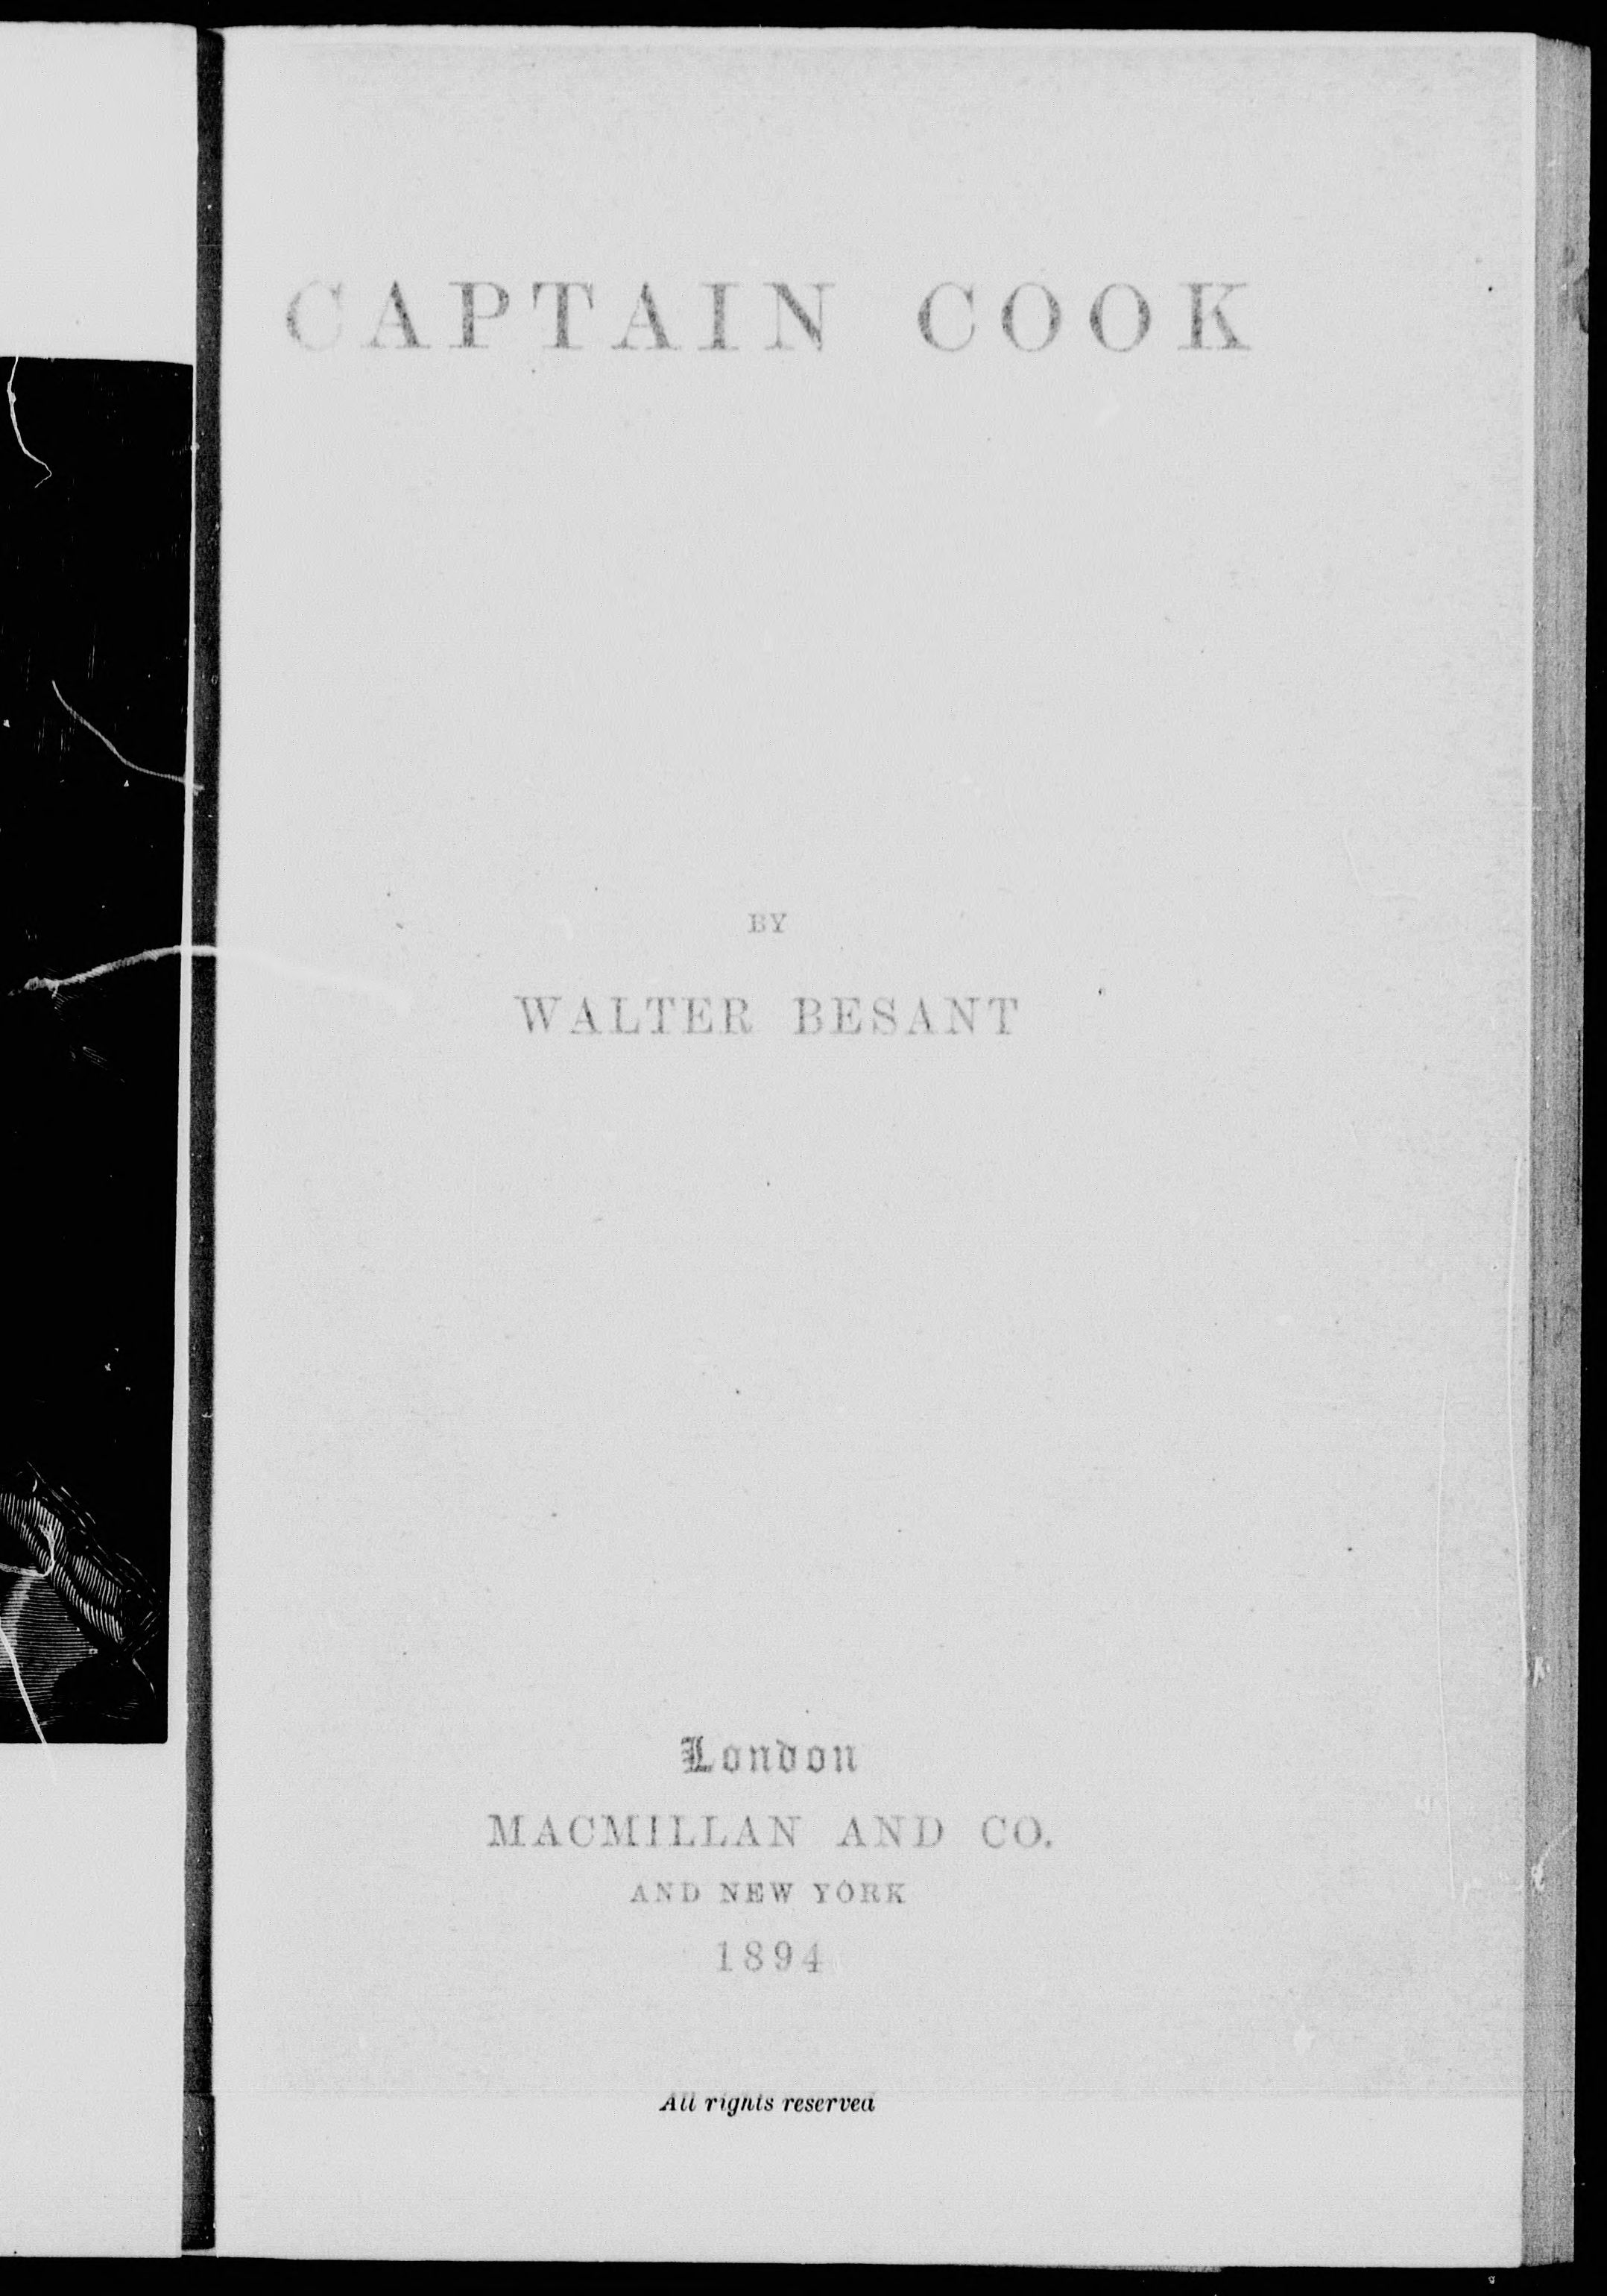 CAPTAIN COOK
BY
WALTER BESANT
London
MACMILLAN AND CO.
AND NEW YORK
1894
All rights reserved